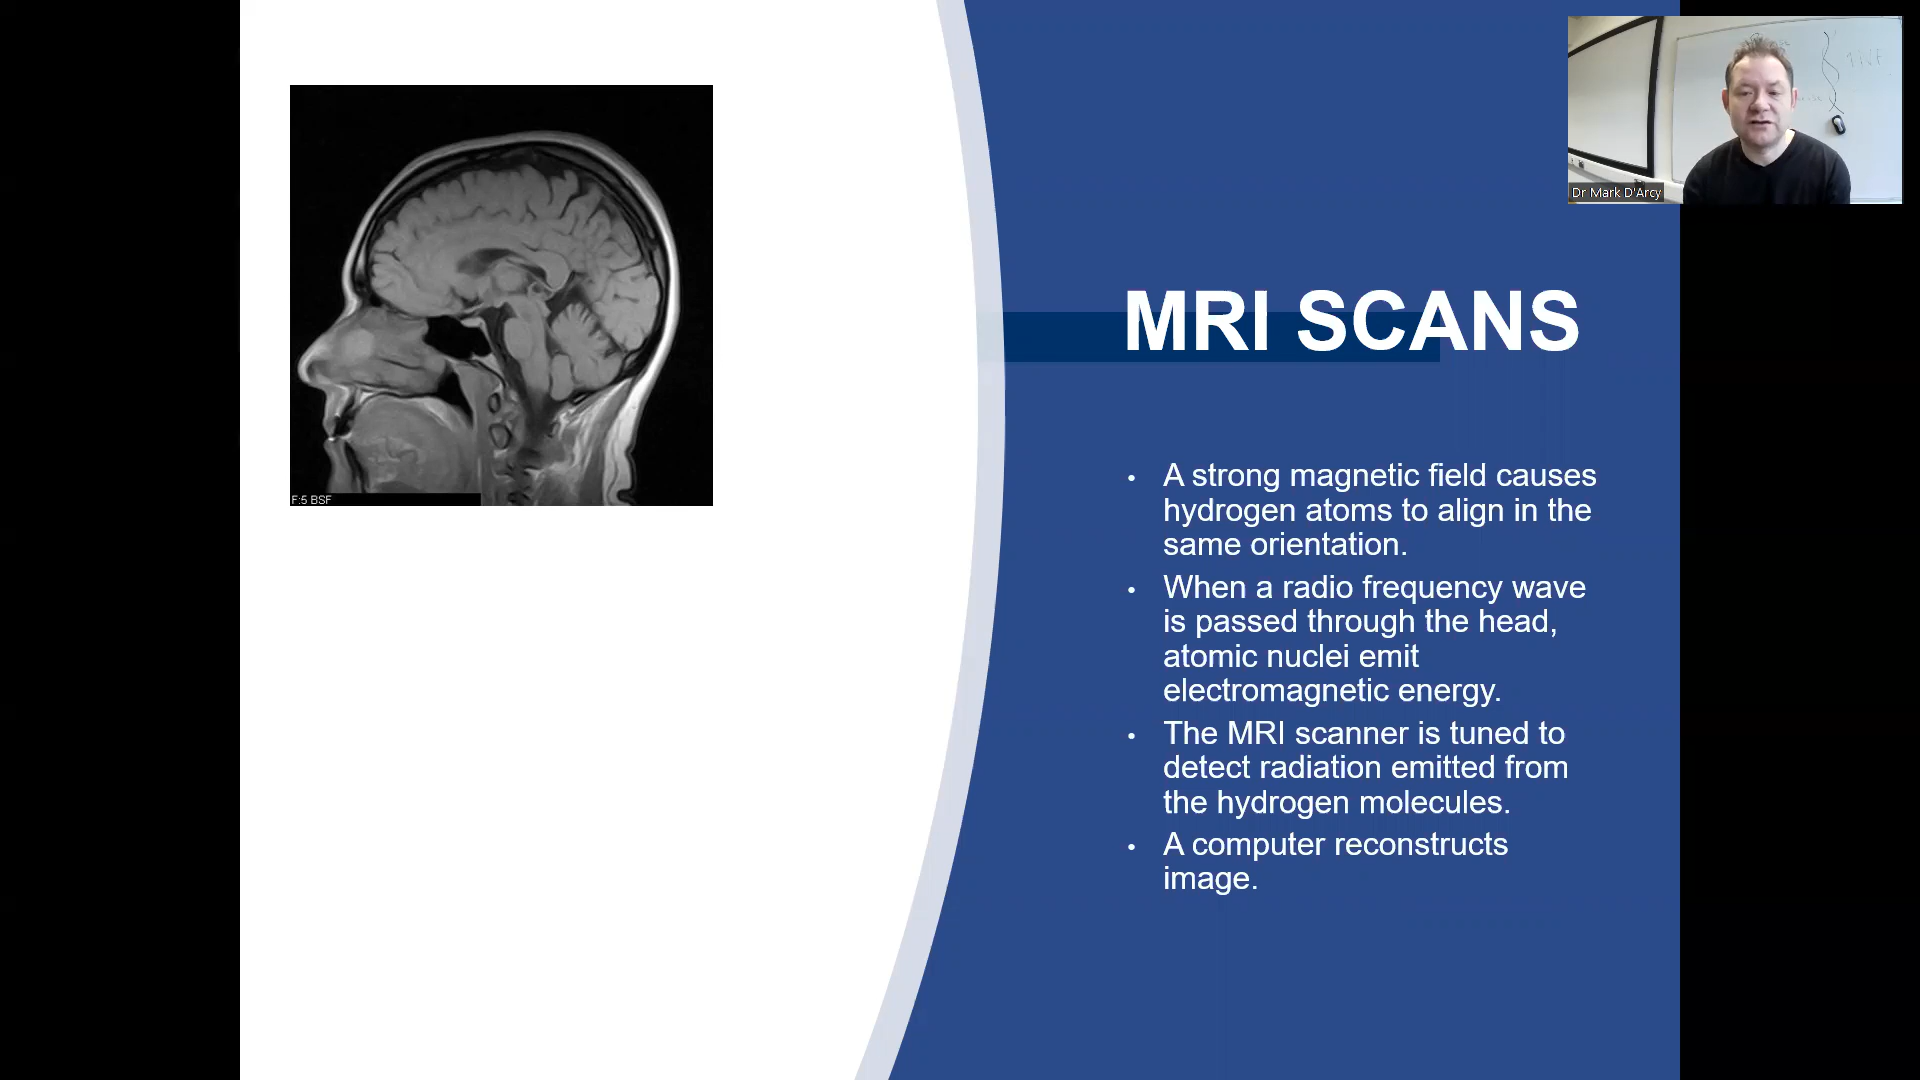 Dr Mark D'Arcy
F:5 BSF
MRI SCANS
• A strong magnetic field causes
hydrogen atoms to align in the
same orientation.
• When a radio frequency wave
is passed through the head,
atomic nuclei emit
electromagnetic energy.
• The MRI scanner is tuned to
detect radiation emitted from
the hydrogen molecules.
• A computer reconstructs
image.